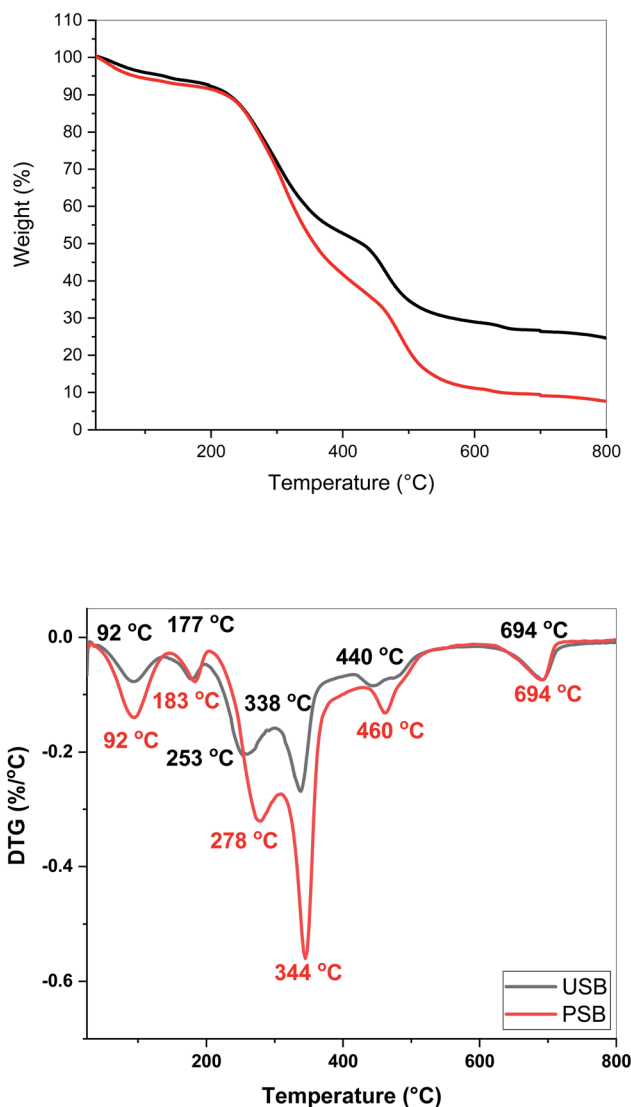 110
100
90
80
70
60
50
40
30
20
10
0
Weight (%)
200
400
600
800
Temperature (°C)
92 °C
177 °C
440 °C
694 °C
183 °C
338 °C
92 °C
253 °C
460 °C
694 °C
278 °C
344 °C
0.0
-0.2
-0.4
-0.6
DTG (%/°C)
USB
PSB
200
400
600
800
Temperature (°C)